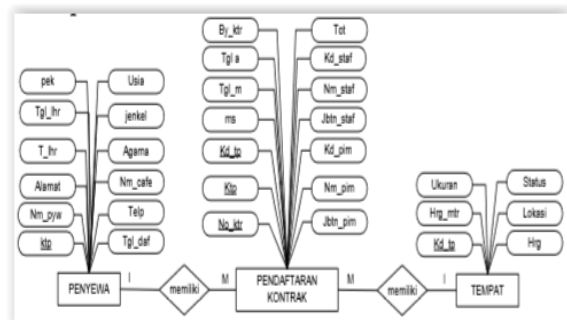 By_ktr
Tot
Tgl a
Kd_staf
pek
Usia
Tgl_m
Nm_staf
Tgl_lhr
jenkel
ms
Jbtn_staf
T_lhr
Agama
Kd_tp
Kd_pim
Alamat
Nm_cafe
Ktp
Nm_pim
Ukuran
Status
Nm_pyw
Telp
Hrg_mtr
Lokasi
ktp
Tgl_daf
No_ktr
Jbtn_pim
Kd_tp
Hrg
PENYEWA
I
memiliki
M
PENDAFTARAN
KONTRAK
M
memiliki
I
TEMPAT